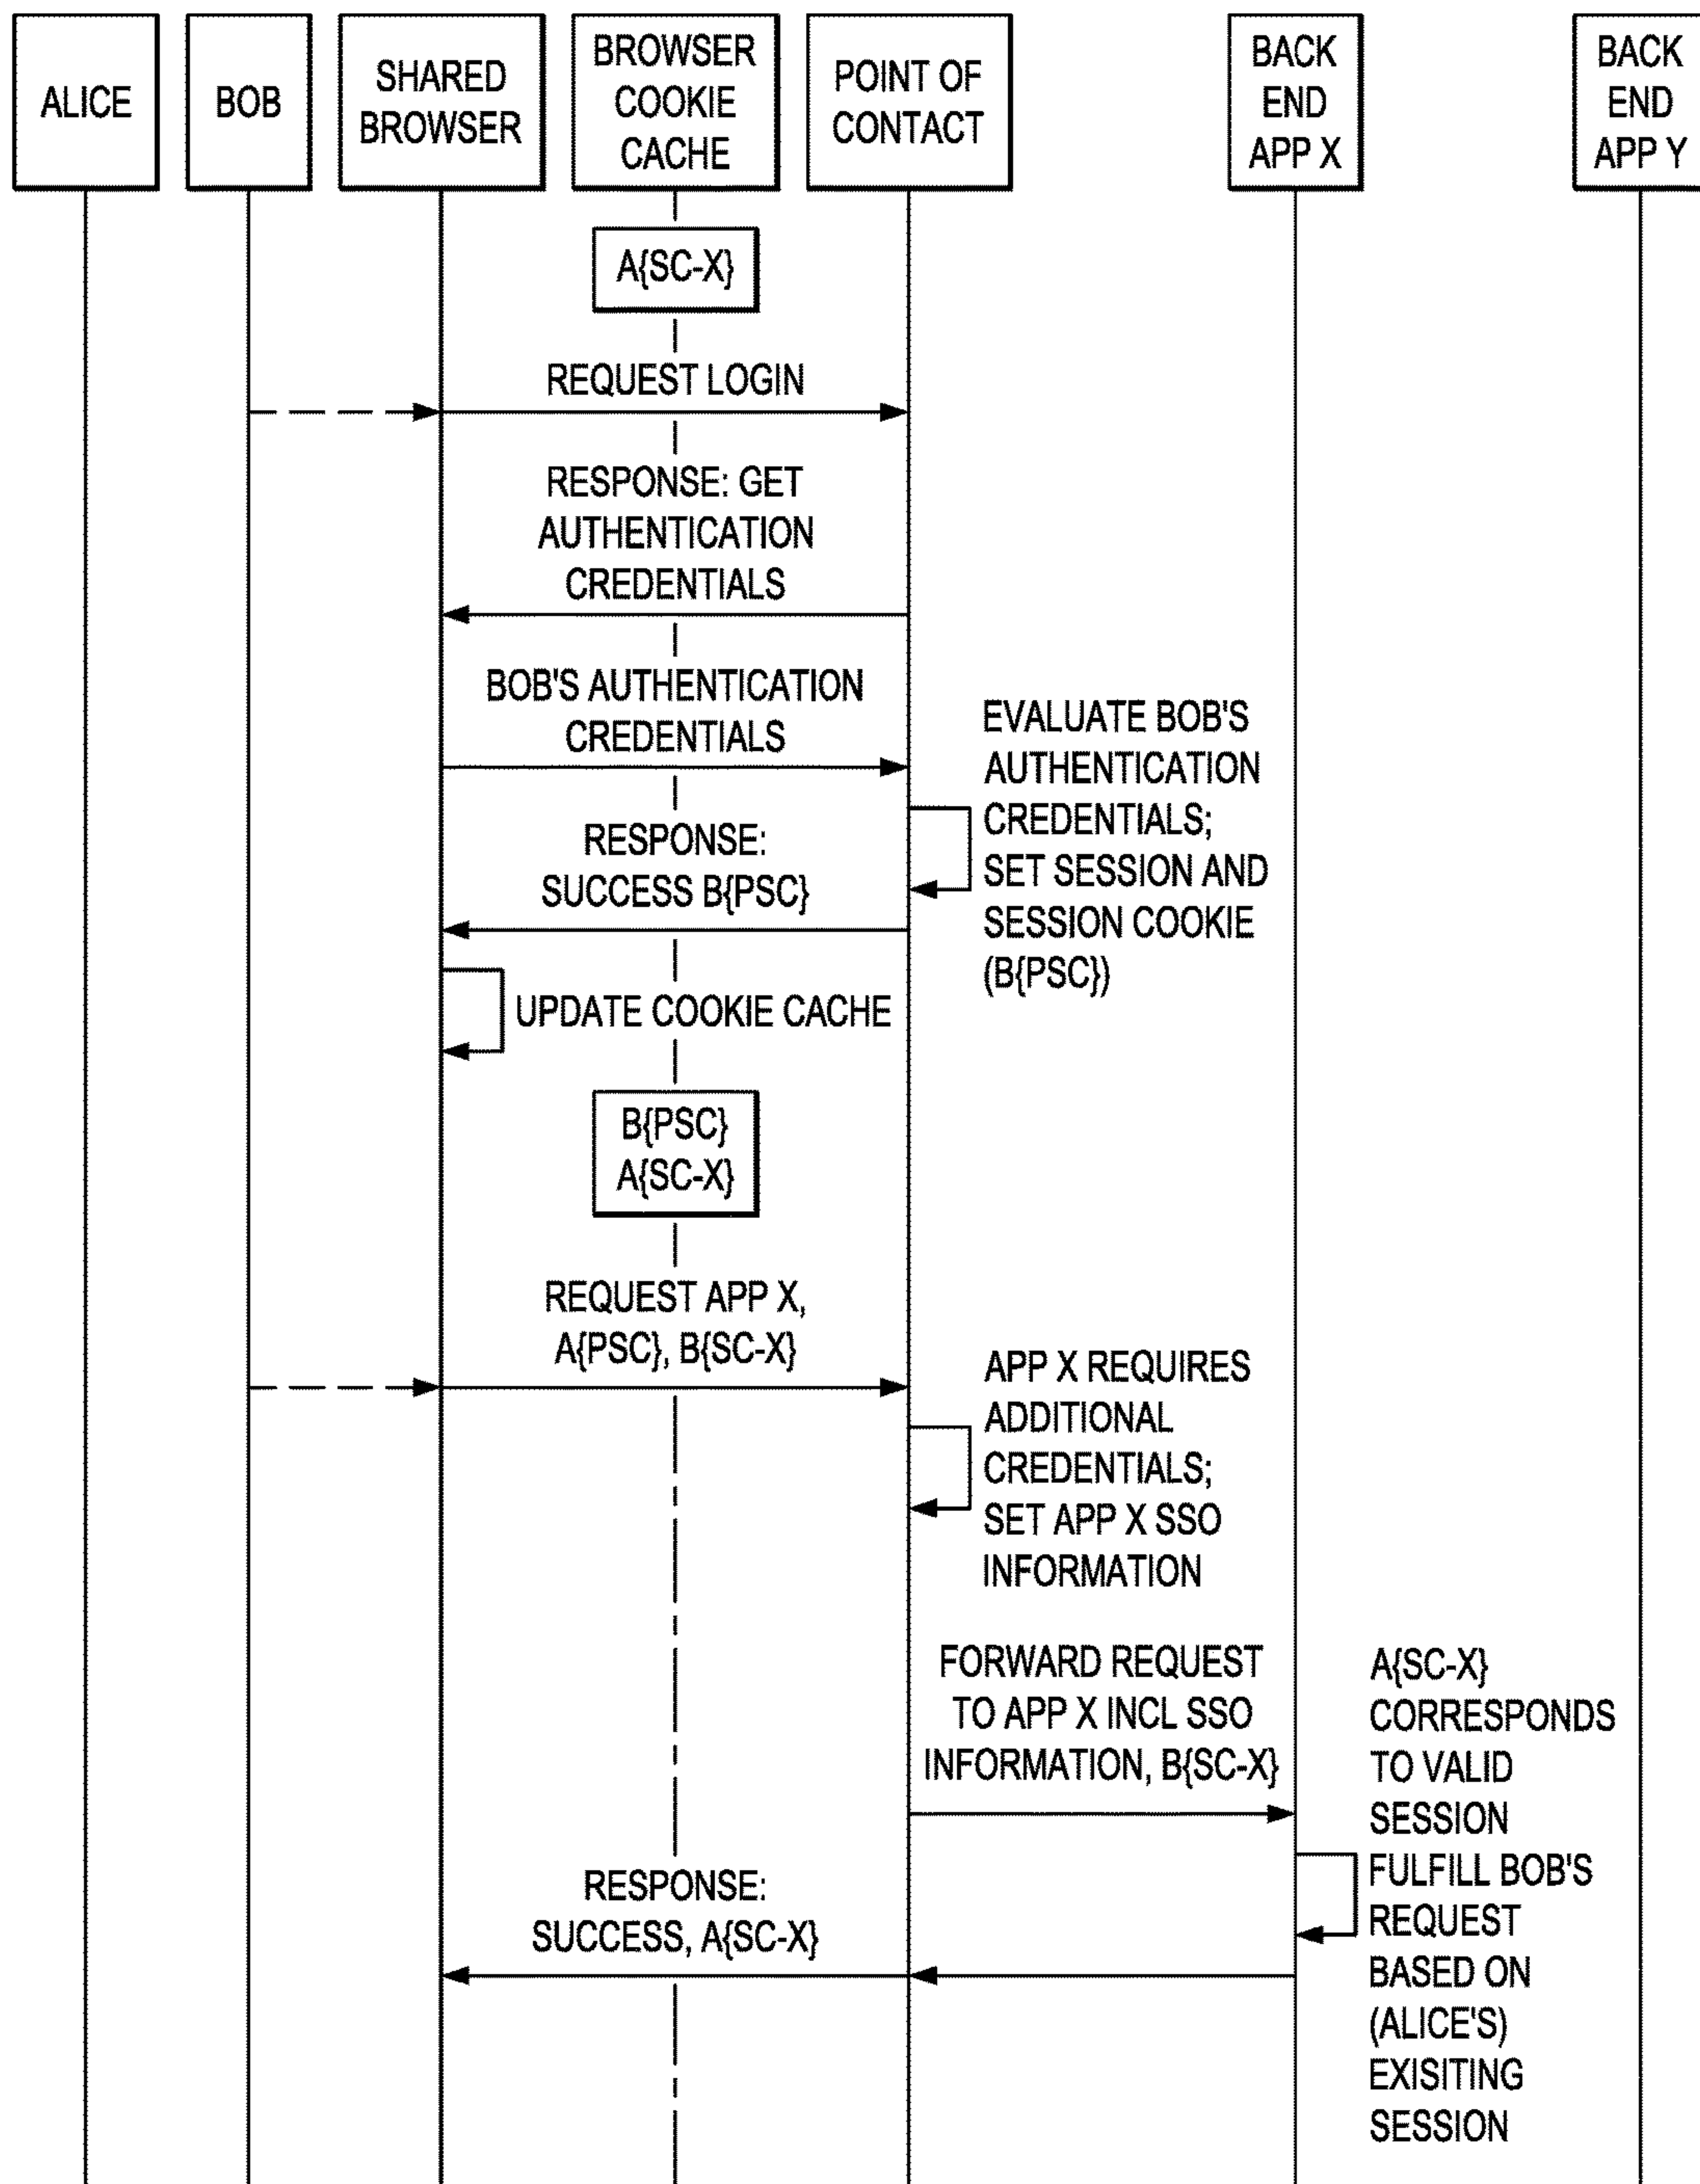 ALICE
BOB
SHARED
BROWSER
BROWSER
COOKIE
CACHE
POINT OF
CONTACT
BACK
END
APP X
BACK
END
APP Y
A{SC-X}
REQUEST LOGIN
RESPONSE: GET
AUTHENTICATION
CREDENTIALS
BOB'S AUTHENTICATION
CREDENTIALS
EVALUATE BOB'S
AUTHENTICATION
CREDENTIALS;
SET SESSION AND
SESSION COOKIE
(B{PSC})
RESPONSE:
SUCCESS B{PSC}
UPDATE COOKIE CACHE
B{PSC}
A{SC-X}
REQUEST APP X,
A{PSC}, B{SC-X}
APP X REQUIRES
ADDITIONAL
CREDENTIALS;
SET APP X SSO
INFORMATION
FORWARD REQUEST
TO APP X INCL SSO
INFORMATION, B{SC-X}
A{SC-X}
CORRESPONDS
TO VALID
SESSION
FULFILL BOB'S
REQUEST
BASED ON
(ALICE'S)
EXISITING
SESSION
RESPONSE:
SUCCESS, A{SC-X}